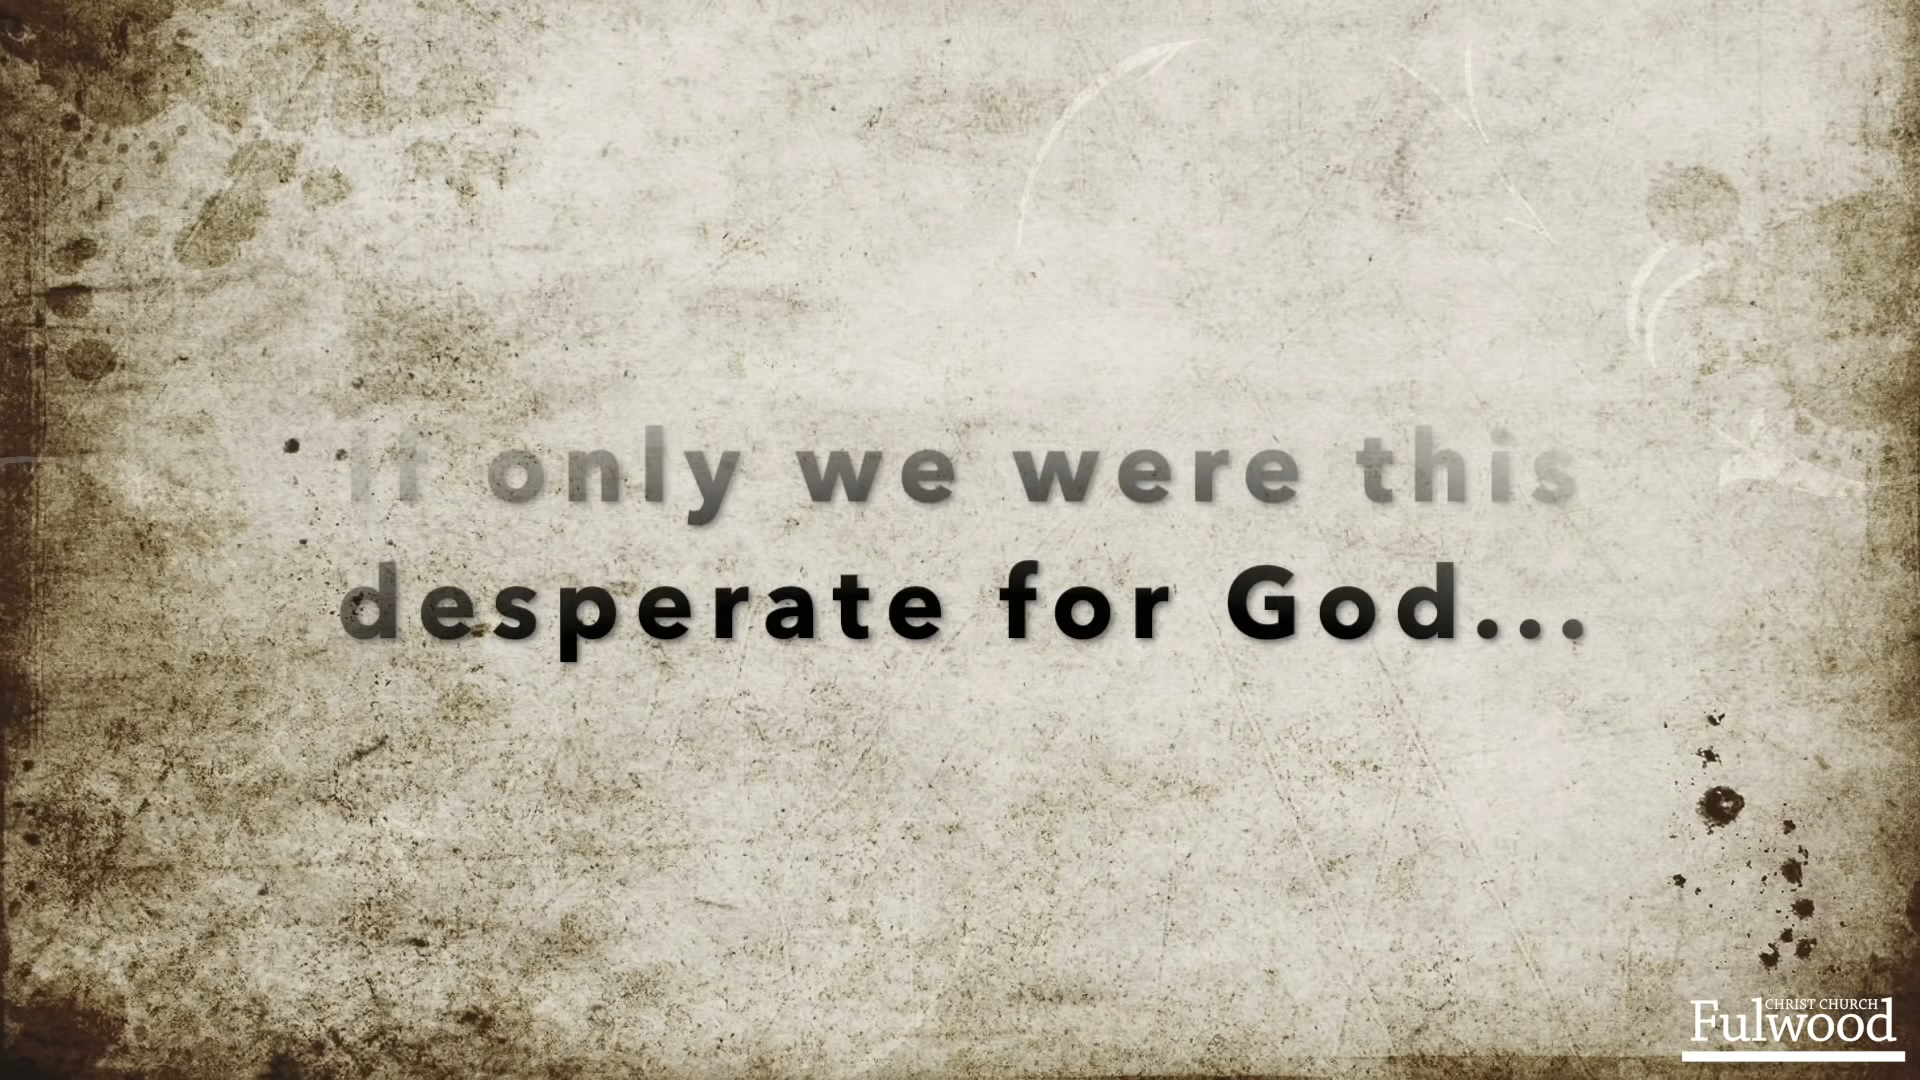 If only we were this
desperate for God...
CHRIST CHURCH
Fulwood